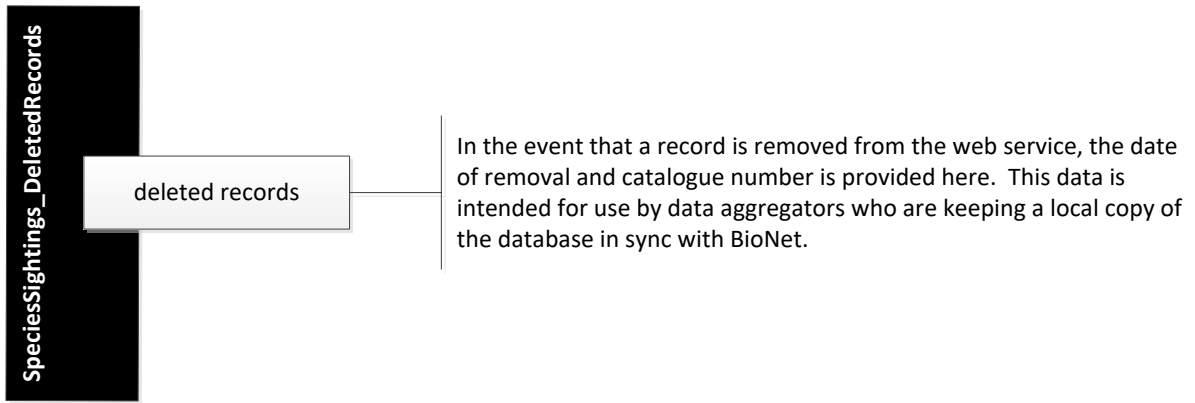 SpeciesSightings_DeletedRecords
deleted records
In the event that a record is removed from the web service, the date
of removal and catalogue number is provided here.  This data is
intended for use by data aggregators who are keeping a local copy of
the database in sync with BioNet.